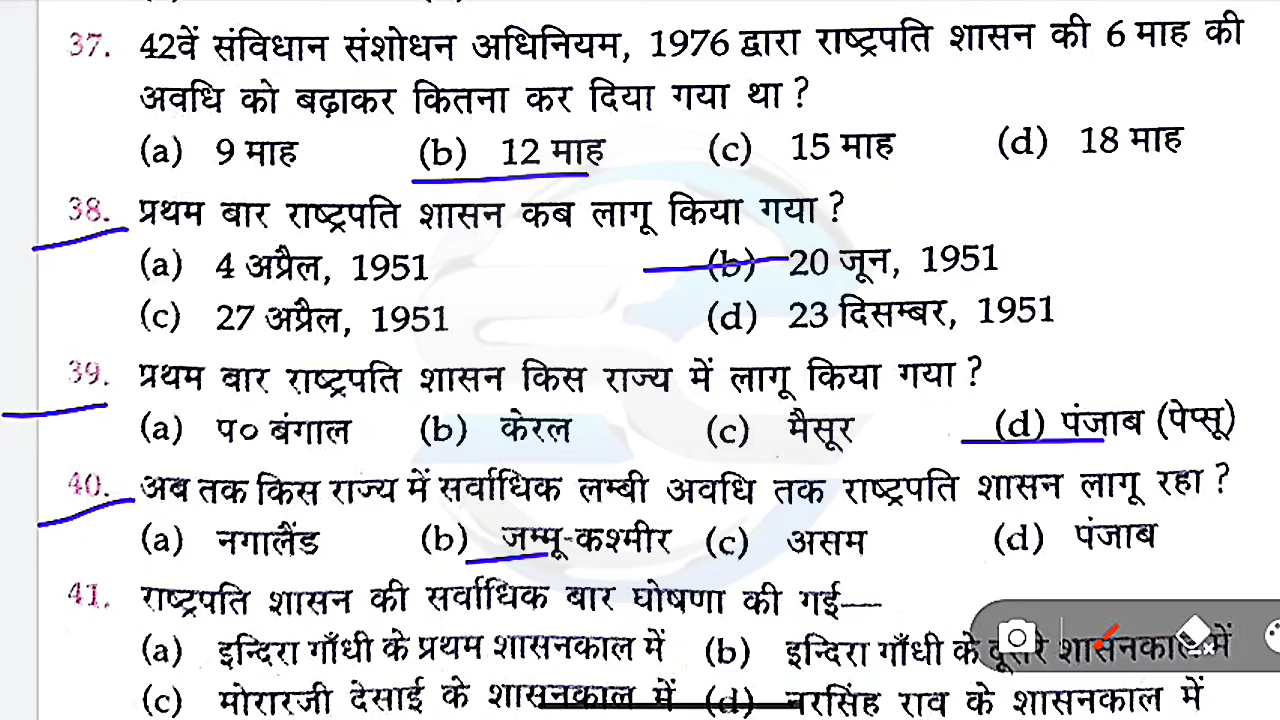 37. 42वें संविधान संशोधन अधिनियम, 1976 द्वारा राष्ट्रपति शासन की 6 माह की
अवधि को बढ़ाकर कितना कर दिया गया था ?
(a) 9 माह (b) 12 माह (c) 15 माह (d) 18 माह
38. प्रथम बार राष्ट्रपति शासन कब लागू किया गया ?
(a) 4 अप्रैल, 1951 (b) 20 जून, 1951
(c) 27 अप्रैल, 1951 (d) 23 दिसम्बर, 1951
39. प्रथम बार राष्ट्रपति शासन किस राज्य में लागू किया गया ?
(a) प० बंगाल (b) केरल (c) मैसूर (d) पंजाब (पेप्सू)
40. अब तक किस राज्य में सर्वाधिक लम्बी अवधि तक राष्ट्रपति शासन लागू रहा ?
(a) नगालैंड (b) जम्मू-कश्मीर (c) असम (d) पंजाब
41. राष्ट्रपति शासन की सर्वाधिक बार घोषणा की गई—
(a) इन्दिरा गाँधी के प्रथम शासनकाल में (b) इन्दिरा गाँधी के दूसरे शासनकाल में
(c) मोरारजी देसाई के शासनकाल में (d) नरसिंह राव के शासनकाल में